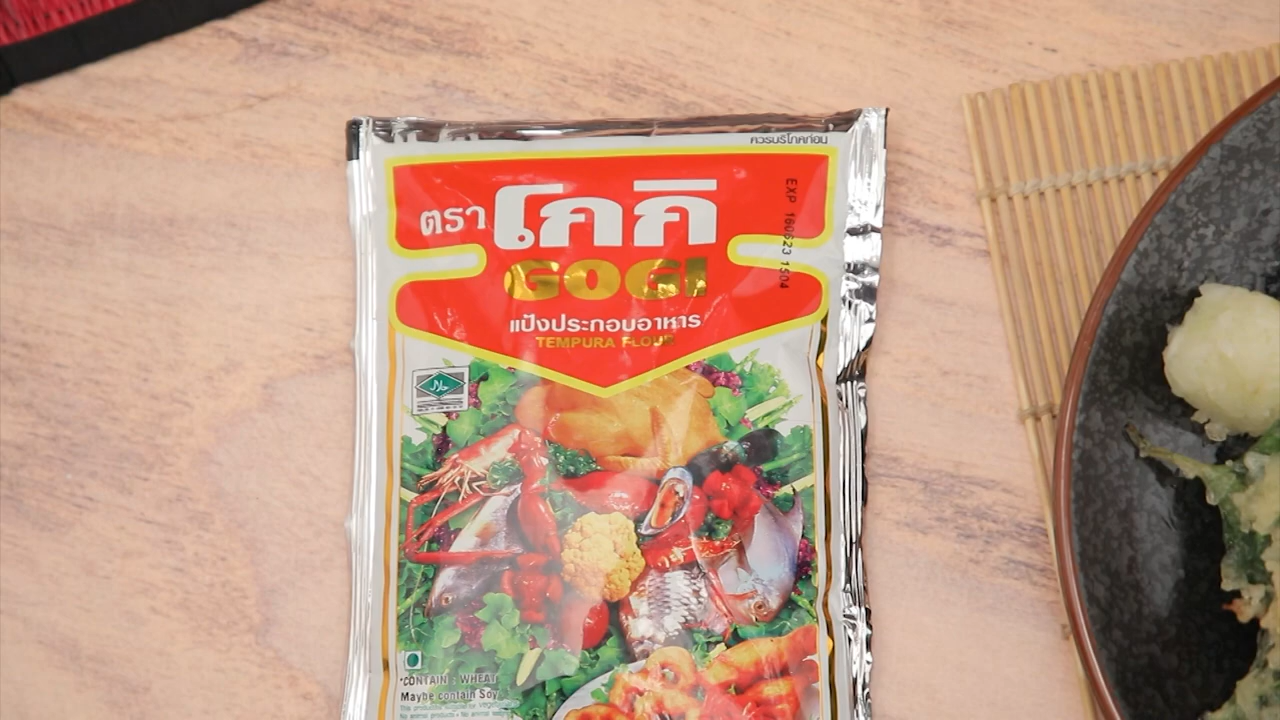 ควรบริโภคก่อน
EXP 160623 1504
ตรา โกกิ
GOGI
แป้งประกอบอาหาร
TEMPURA FLOUR
حلال
*CONTAIN : WHEAT
Maybe contain Soy